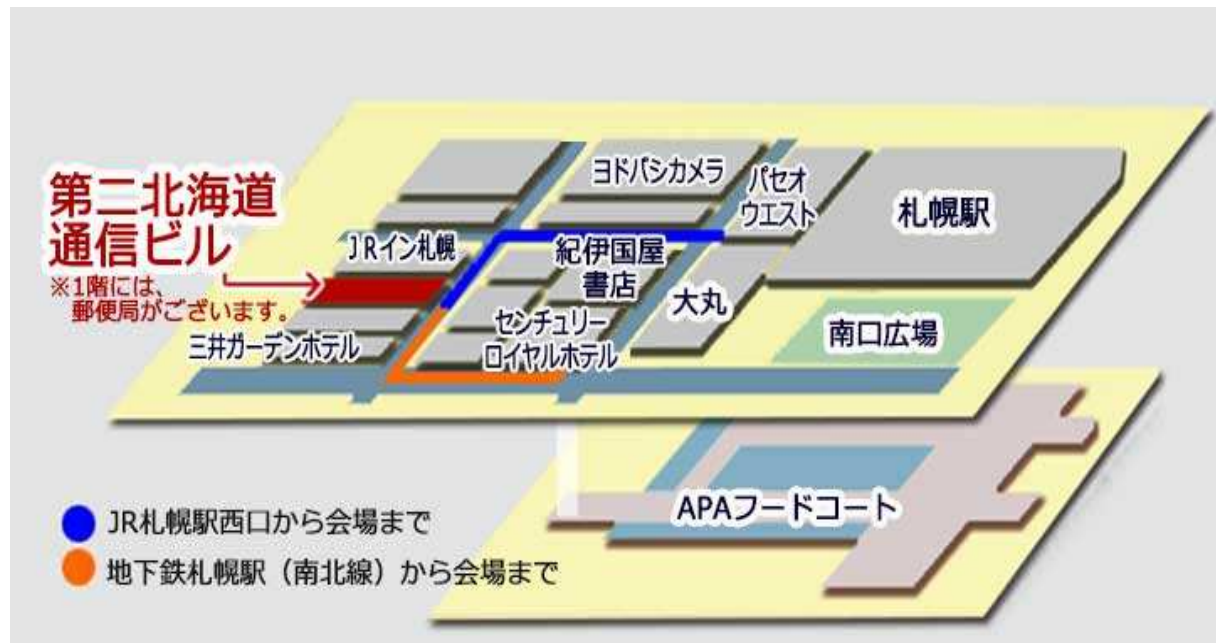 第二北海道
通信ビル
※1階には、
郵便局がございます。
ヨドバシカメラ
パセオ
ウエスト
札幌駅
JRイン札幌
紀伊国屋
書店
大丸
三井ガーデンホテル
センチュリー
ロイヤルホテル
南口広場
APAフードコート
JR札幌駅西口から会場まで
地下鉄札幌駅（南北線）から会場まで